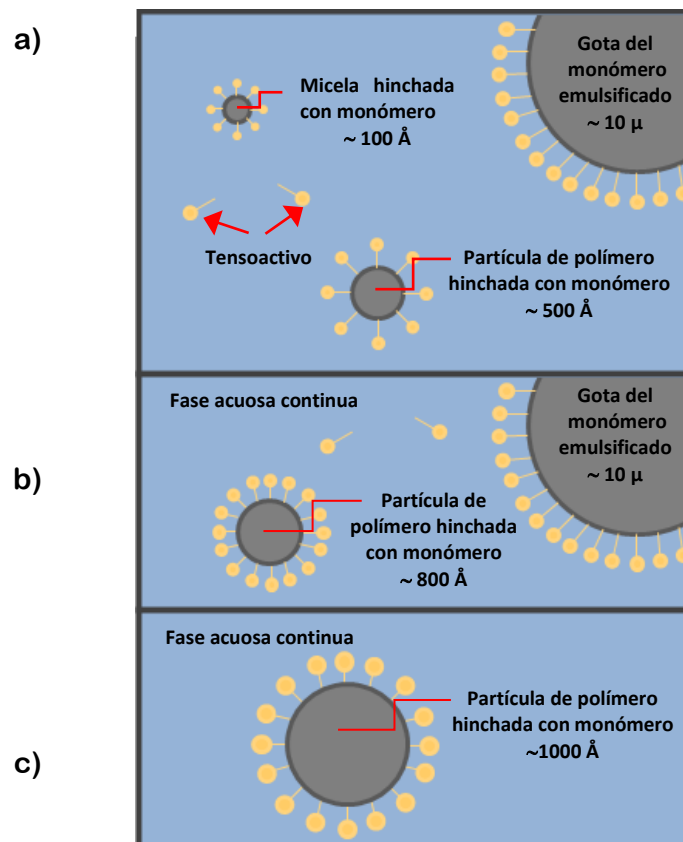 a)
Micela hinchada
con monómero
~ 100 Å
Gota del
monómero
emulsificado
~ 10 µ
Tensoactivo
Partícula de polímero
hinchada con monómero
~ 500 Å
b)
Fase acuosa continua
Gota del
monómero
emulsificado
~ 10 µ
Partícula de
polímero hinchada
con monómero
~ 800 Å
c)
Fase acuosa continua
Partícula de polímero
hinchada con monómero
~1000 Å